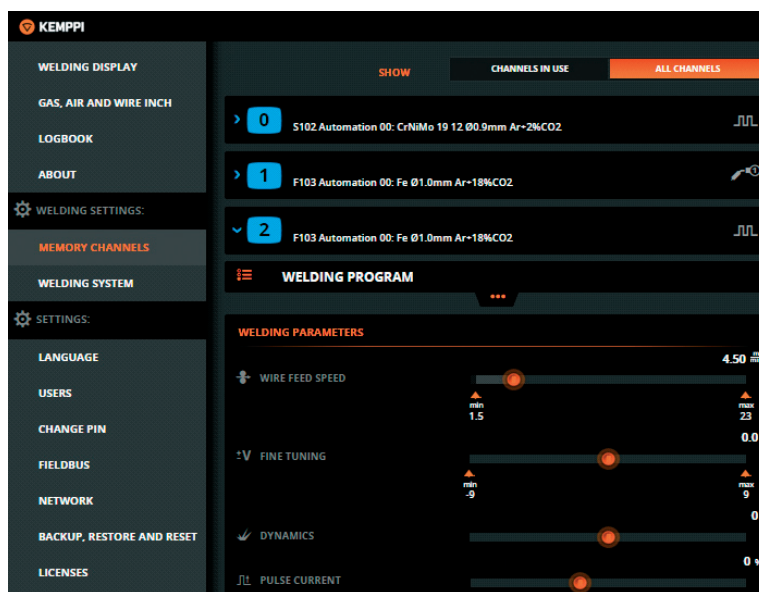 KEMPPI
WELDING DISPLAY
GAS, AIR AND WIRE INCH
LOGBOOK
ABOUT
WELDING SETTINGS:
MEMORY CHANNELS
WELDING SYSTEM
SETTINGS:
LANGUAGE
USERS
CHANGE PIN
FIELDBUS
NETWORK
BACKUP, RESTORE AND RESET
LICENSES
SHOW CHANNELS IN USE ALL CHANNELS
0 S102 Automation 00: CrNiMo 19 12 Ø0.9mm Ar+2%CO2
1 F103 Automation 00: Fe Ø1.0mm Ar+18%CO2
1
2 F103 Automation 00: Fe Ø1.0mm Ar+18%CO2
WELDING PROGRAM
WELDING PARAMETERS
4.50
WIRE FEED SPEED
min max
1.5 23
0.0
±V FINE TUNING
min max
-9 9
0
DYNAMICS
0 %
PULSE CURRENT